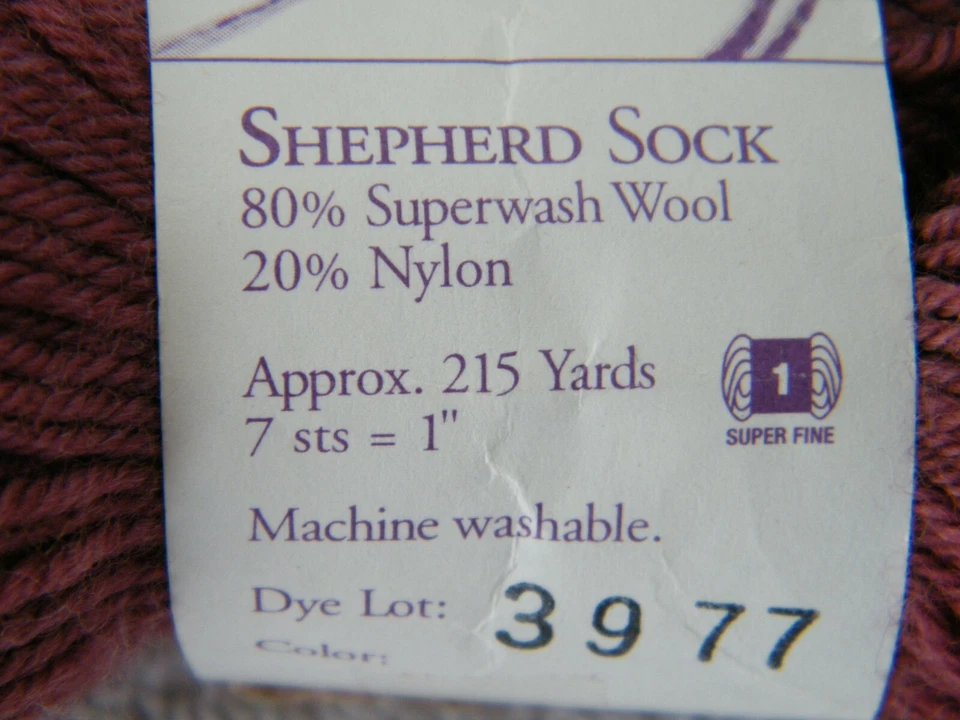 SHEPHERD SOCK
80% Superwash Wool
20% Nylon
Approx. 215 Yards
7 sts = 1"
1
SUPER FINE
Machine washable.
Dye Lot: 3977
Color: